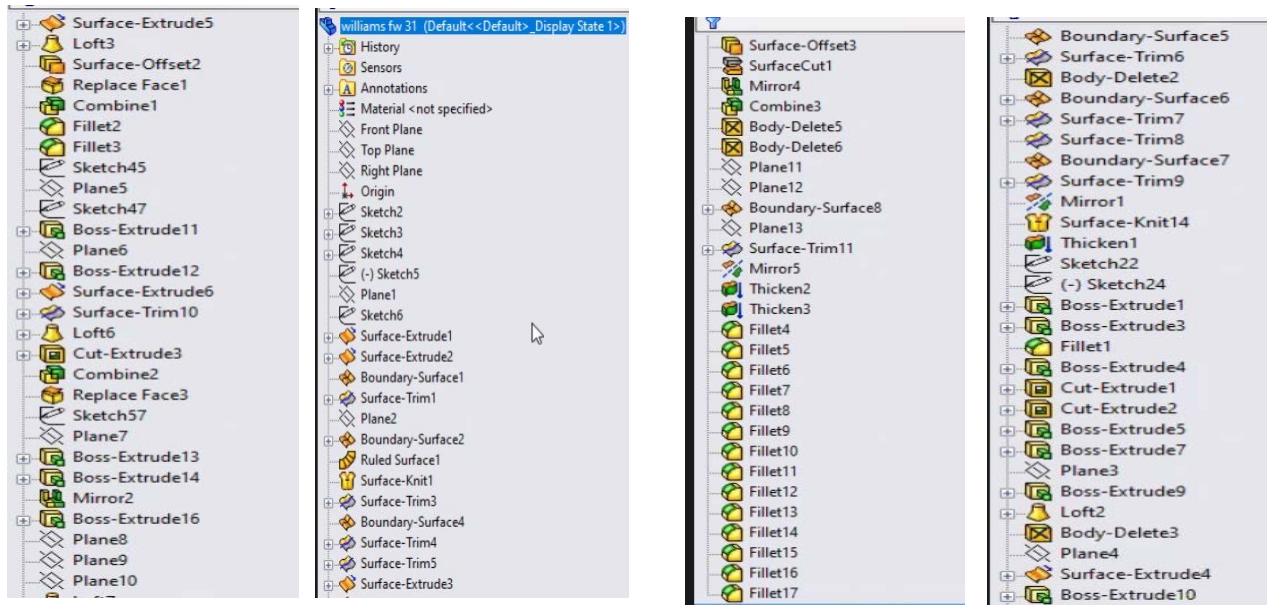 Surface-Extrude5
Loft3
Surface-Offset2
Replace Face1
Combine1
Fillet2
Fillet3
Sketch45
Plane5
Sketch47
Boss-Extrude11
Plane6
Boss-Extrude12
Surface-Extrude6
Surface-Trim10
Loft6
Cut-Extrude3
Combine2
Replace Face3
Sketch57
Plane7
Boss-Extrude13
Boss-Extrude14
Mirror2
Boss-Extrude16
Plane8
Plane9
Plane10
williams fw 31 (Default<<Default>_Display State 1>)
History
Sensors
Annotations
Material <not specified>
Front Plane
Top Plane
Right Plane
Origin
Sketch2
Sketch3
Sketch4
(-) Sketch5
Plane1
Sketch6
Surface-Extrude1
Surface-Extrude2
Boundary-Surface1
Surface-Trim1
Plane2
Boundary-Surface2
Ruled Surface1
Surface-Knit1
Surface-Trim3
Boundary-Surface4
Surface-Trim4
Surface-Trim5
Surface-Extrude3
Surface-Offset3
SurfaceCut1
Mirror4
Combine3
Body-Delete5
Body-Delete6
Plane11
Plane12
Boundary-Surface8
Plane13
Surface-Trim11
Mirror5
Thicken2
Thicken3
Fillet4
Fillet5
Fillet6
Fillet7
Fillet8
Fillet9
Fillet10
Fillet11
Fillet12
Fillet13
Fillet14
Fillet15
Fillet16
Fillet17
Boundary-Surface5
Surface-Trim6
Body-Delete2
Boundary-Surface6
Surface-Trim7
Surface-Trim8
Boundary-Surface7
Surface-Trim9
Mirror1
Surface-Knit14
Thicken1
Sketch22
(-) Sketch24
Boss-Extrude1
Boss-Extrude3
Fillet1
Boss-Extrude4
Cut-Extrude1
Cut-Extrude2
Boss-Extrude5
Boss-Extrude7
Plane3
Boss-Extrude9
Loft2
Body-Delete3
Plane4
Surface-Extrude4
Boss-Extrude10